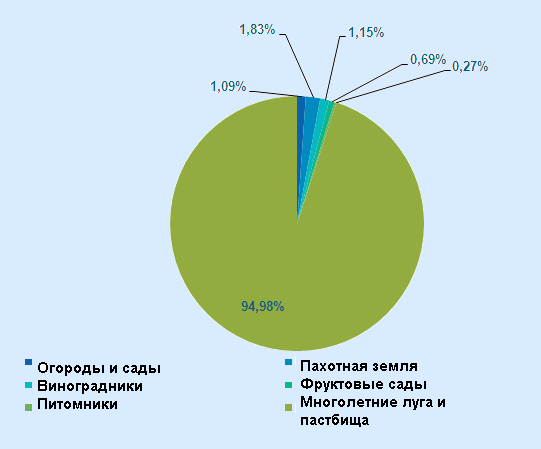 1,83%
1,15%
0,69%
0,27%
1,09%
94,98%
Огороды и сады
Пахотная земля
Виноградники
Фруктовые сады
Питомники
Многолетние луга и
пастбища